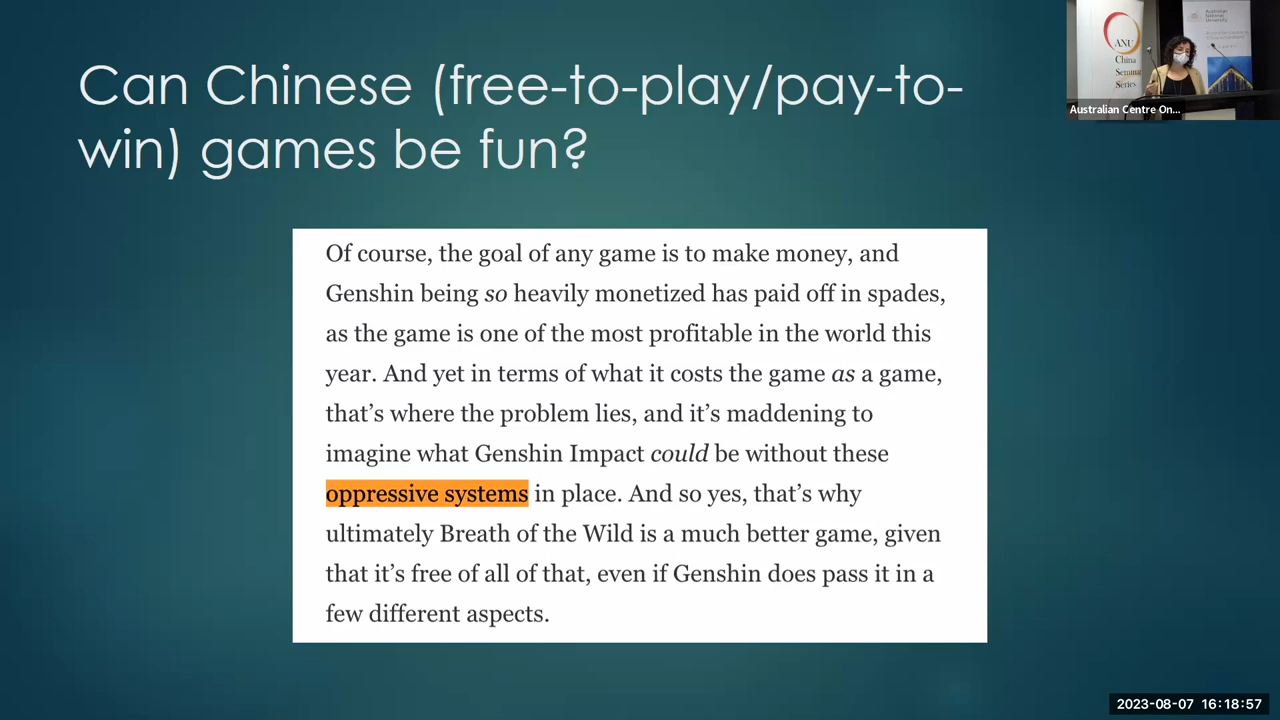 Can Chinese (free-to-play/pay-to-
win) games be fun?
Of course, the goal of any game is to make money, and
Genshin being so heavily monetized has paid off in spades,
as the game is one of the most profitable in the world this
year. And yet in terms of what it costs the game as a game,
that's where the problem lies, and it's maddening to
imagine what Genshin Impact could be without these
oppressive systems in place. And so yes, that's why
ultimately Breath of the Wild is a much better game, given
that it's free of all of that, even if Genshin does pass it in a
few different aspects.
ANU
China
Series
Australian
National
University
Australian Centre On...
2023-08-07 16:18:57